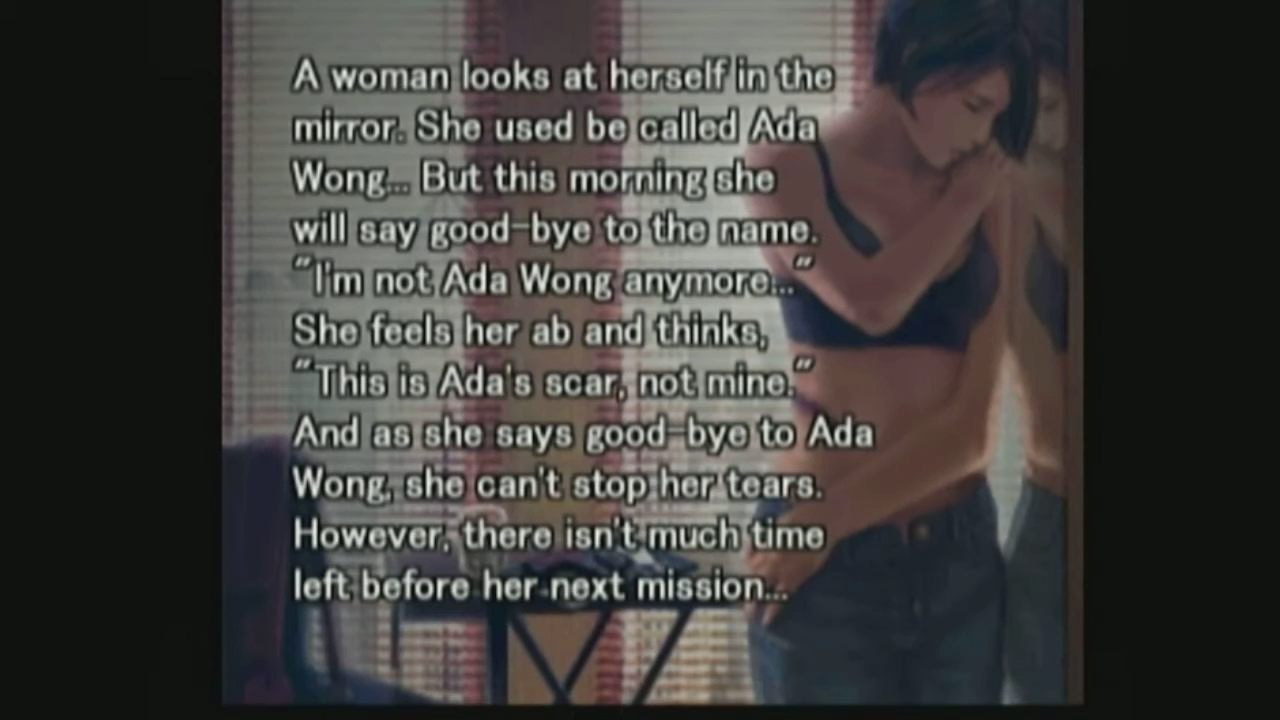 A woman looks at herself in the
mirror. She used be called Ada
Wong... But this morning she
will say good-bye to the name.
"I'm not Ada Wong anymore..."
She feels her ab and thinks,
"This is Ada's scar, not mine."
And as she says good-bye to Ada
Wong, she can't stop her tears.
However, there isn't much time
left before her next mission...